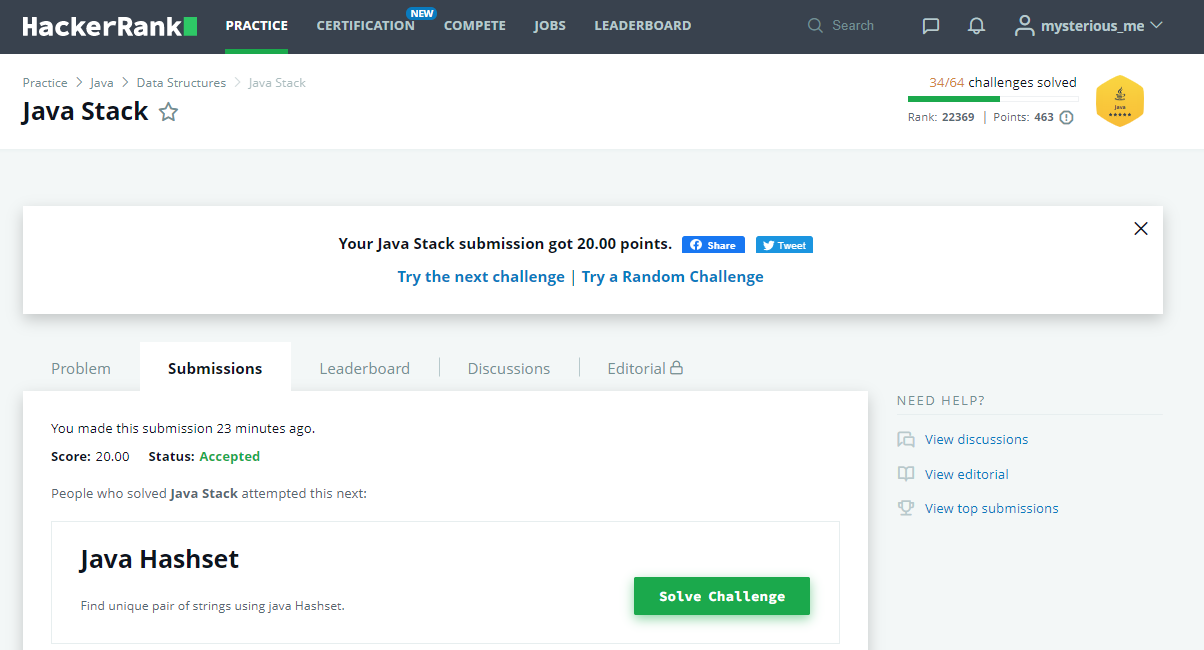 HackerRank PRACTICE CERTIFICATION NEW COMPETE JOBS LEADERBOARD Search mysterious_me
Practice > Java > Data Structures > Java Stack
Java Stack
34/64 challenges solved
Rank: 22369 | Points: 463
Java
Your Java Stack submission got 20.00 points. Share Tweet
Try the next challenge | Try a Random Challenge
Problem Submissions Leaderboard Discussions Editorial
You made this submission 23 minutes ago.
Score: 20.00 Status: Accepted
People who solved Java Stack attempted this next:
Java Hashset
Find unique pair of strings using java Hashset.
Solve Challenge
NEED HELP?
View discussions
View editorial
View top submissions